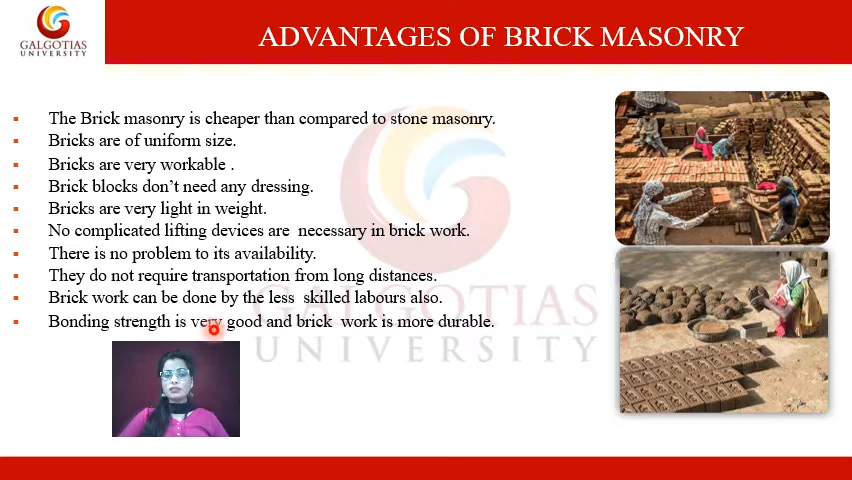 GALGOTIAS
UNIVERSITY
ADVANTAGES OF BRICK MASONRY
▪ The Brick masonry is cheaper than compared to stone masonry.
▪ Bricks are of uniform size.
▪ Bricks are very workable .
▪ Brick blocks don’t need any dressing.
▪ Bricks are very light in weight.
▪ No complicated lifting devices are necessary in brick work.
▪ There is no problem to its availability.
▪ They do not require transportation from long distances.
▪ Brick work can be done by the less skilled labours also.
▪ Bonding strength is very good and brick work is more durable.
GALGOTIAS
UNIVERSITY